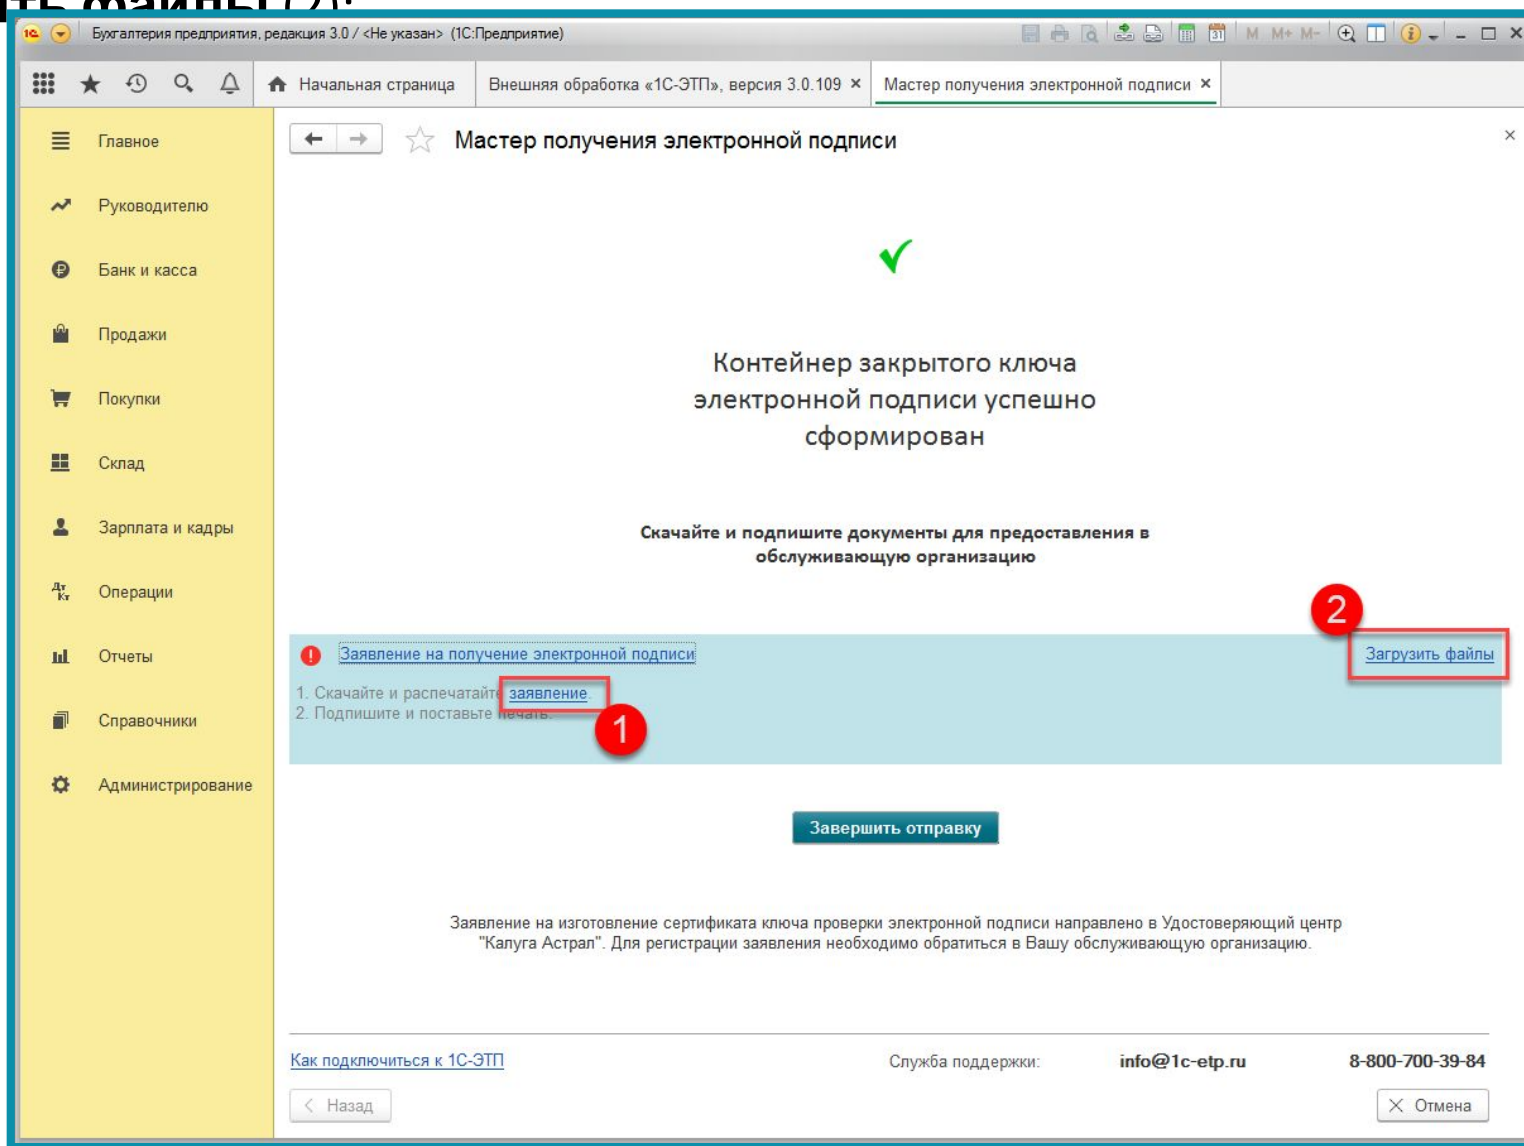 ть файлы (2):
Бухгалтерия предприятия, редакция 3.0 / <Не указан> (1С:Предприятие)
M M+ M-
Начальная страница
Внешняя обработка «1С-ЭТП», версия 3.0.109 ×
Мастер получения электронной подписи ×
Главное
Руководителю
Банк и касса
Продажи
Покупки
Склад
Зарплата и кадры
Операции
Отчеты
Справочники
Администрирование
Мастер получения электронной подписи
Контейнер закрытого ключа
электронной подписи успешно
сформирован
Скачайте и подпишите документы для предоставления в
обслуживающую организацию
2
Заявление на получение электронной подписи
Загрузить файлы
1. Скачайте и распечатайте заявление.
2. Подпишите и поставьте печать.
1
Завершить отправку
Заявление на изготовление сертификата ключа проверки электронной подписи направлено в Удостоверяющий центр
"Калуга Астрал". Для регистрации заявления необходимо обратиться в Вашу обслуживающую организацию.
Как подключиться к 1С-ЭТП
Служба поддержки:
info@1c-etp.ru
8-800-700-39-84
Назад
Отмена